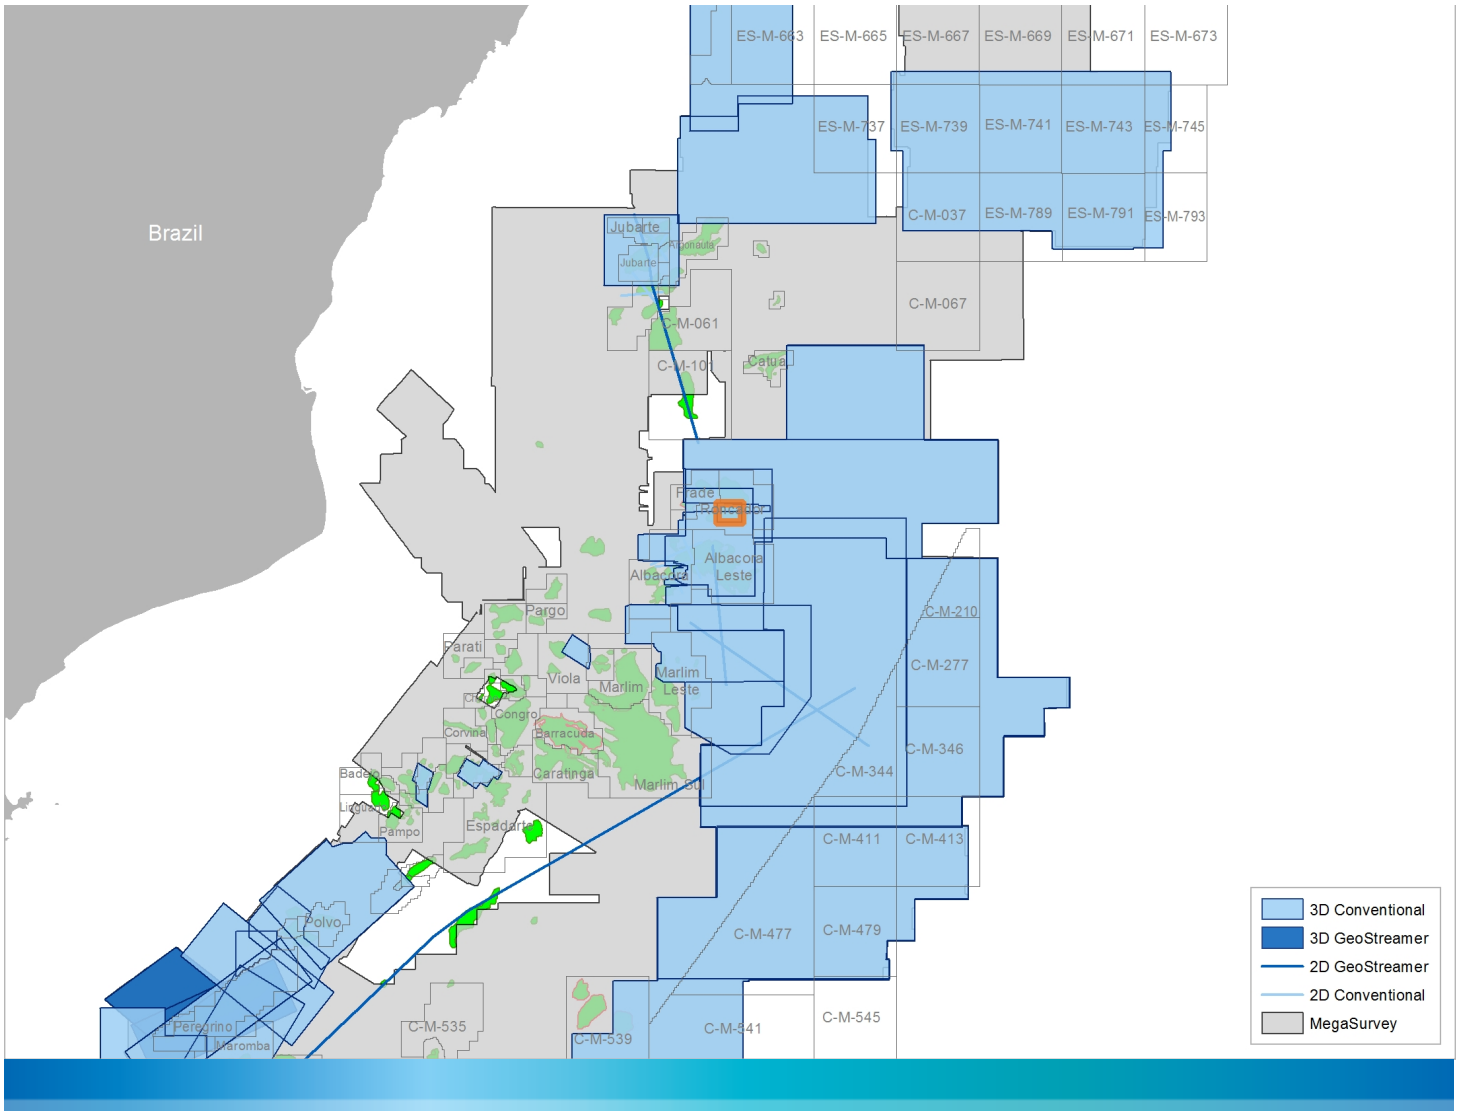 ES-M-663
ES-M-665
ES-M-667
ES-M-669
ES-M-671
ES-M-673
ES-M-737
ES-M-739
ES-M-741
ES-M-743
ES-M-745
C-M-037
ES-M-789
ES-M-791
ES-M-793
Brazil
Jubarte
Argonauta
Jubarte
C-M-067
C-M-061
C-M-101
Catua
Frade
Roncador
Albacora
Leste
Albacora
Pargo
C-M-210
Parati
Viola
Marlim
Marlim
Leste
C-M-277
Congro
Corvina
Barracuda
C-M-346
Badejo
Caratinga
Marlim Sul
C-M-344
Linguado
Pampo
Espadarte
C-M-411
C-M-413
Polvo
C-M-477
C-M-479
Peregrino
Maromba
C-M-535
C-M-539
C-M-541
C-M-545
3D Conventional
3D GeoStreamer
2D GeoStreamer
2D Conventional
MegaSurvey